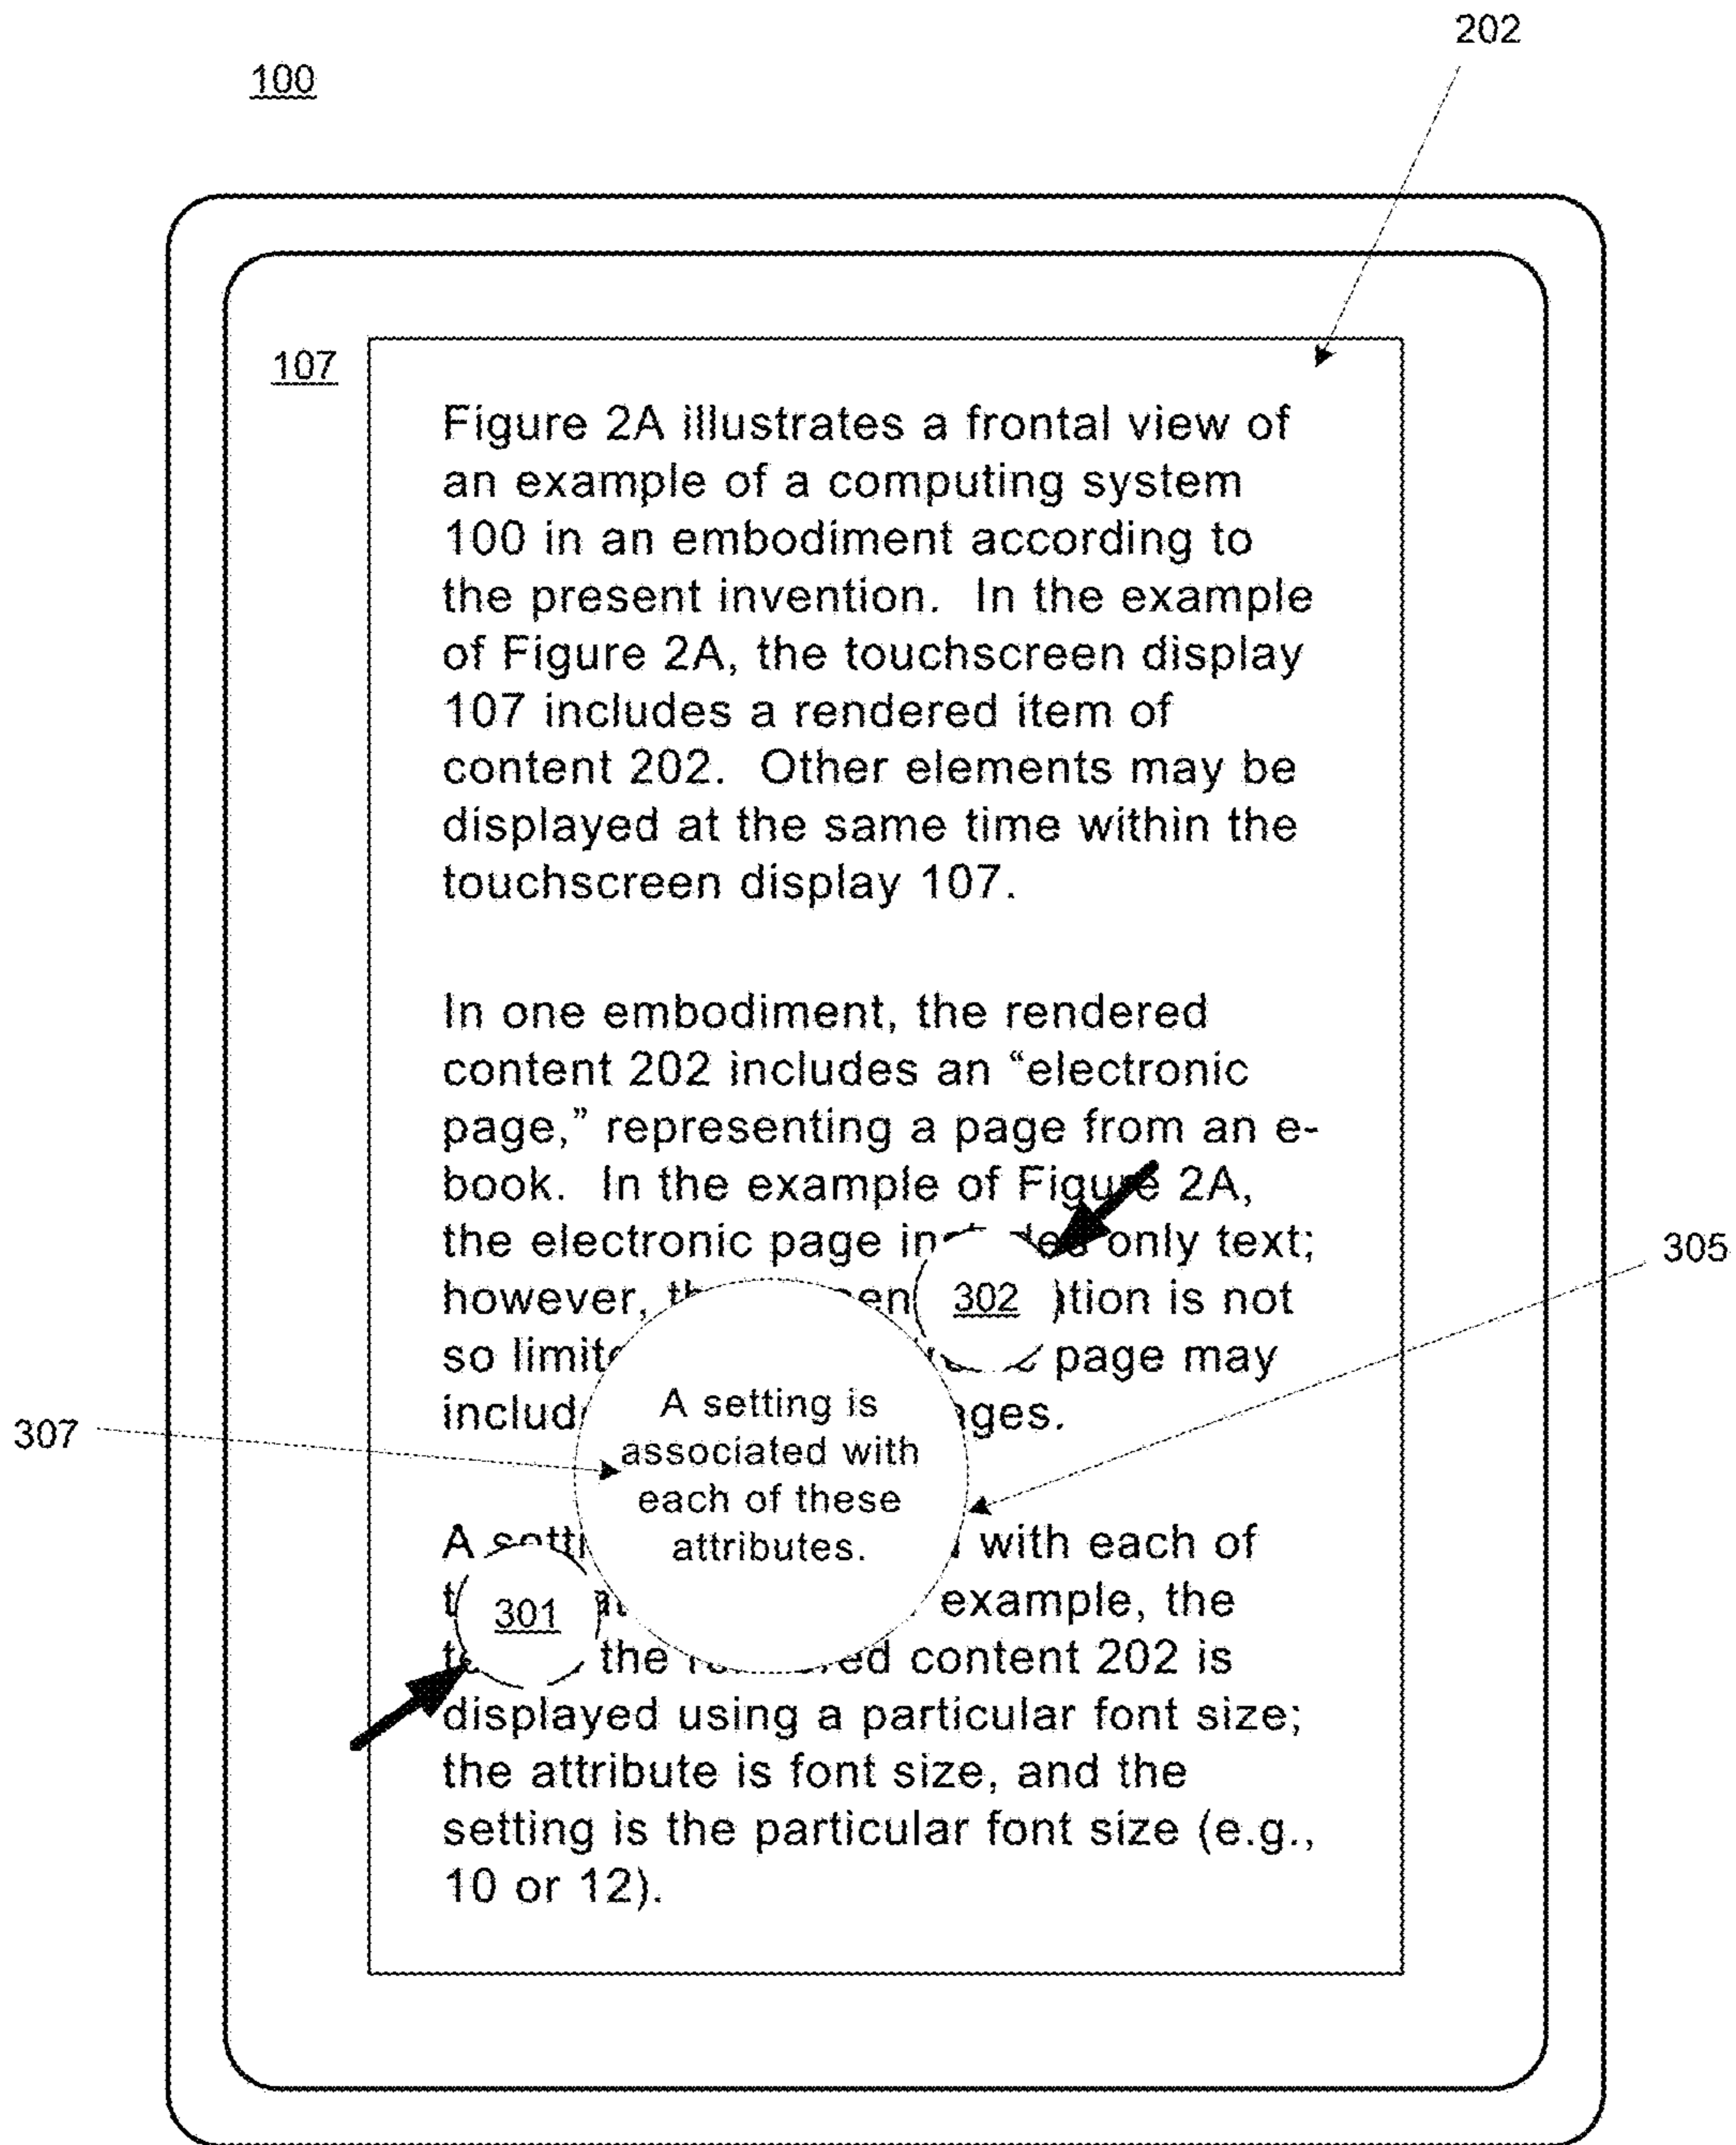 202
100
107
Figure 2A illustrates a frontal view of
an example of a computing system
100 in an embodiment according to
the present invention. In the example
of Figure 2A, the touchscreen display
107 includes a rendered item of
content 202. Other elements may be
displayed at the same time within the
touchscreen display 107.
In one embodiment, the rendered
content 202 includes an “electronic
page,” representing a page from an e-
book. In the example of Figure 2A,
the electronic page only text;
305
however, 302 is not
so page may
307
A setting is
associated with
each of these
attributes.
A with each of
301 example, the
the content 202 is
displayed using a particular font size;
the attribute is font size, and the
setting is the particular font size (e.g.,
10 or 12).